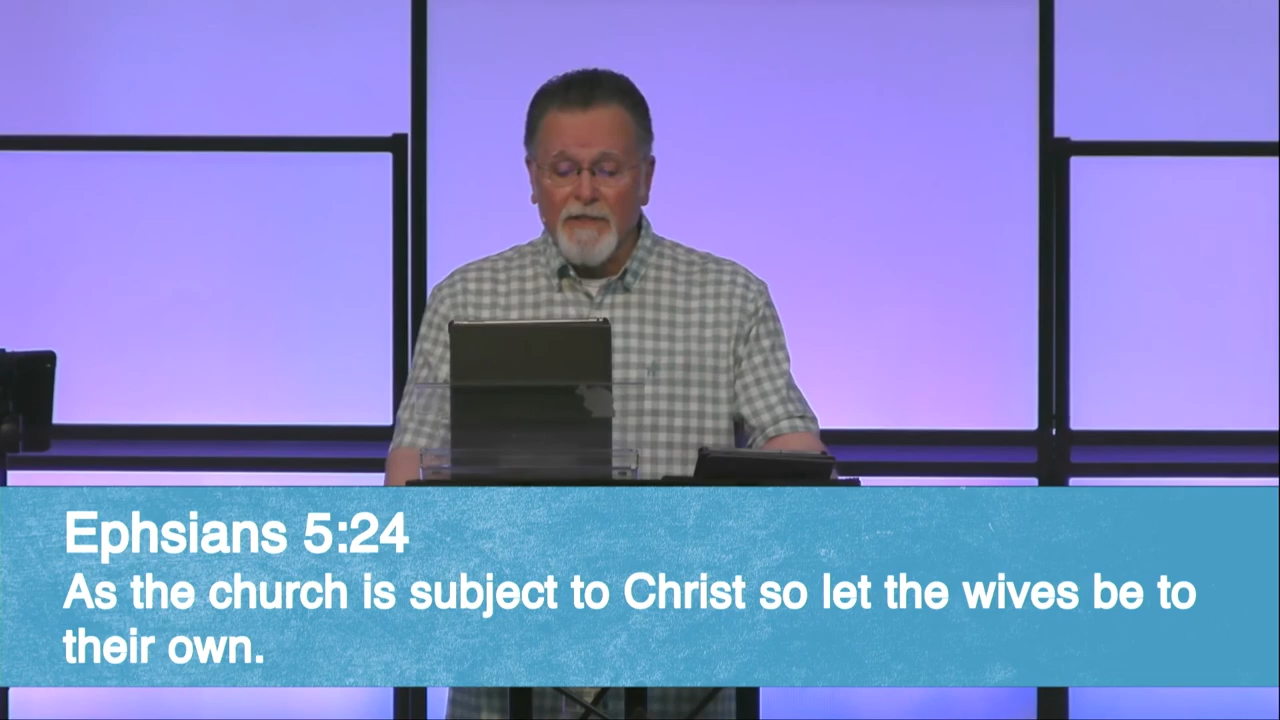 Ephsians 5:24
As the church is subject to Christ so let the wives be to
their own.